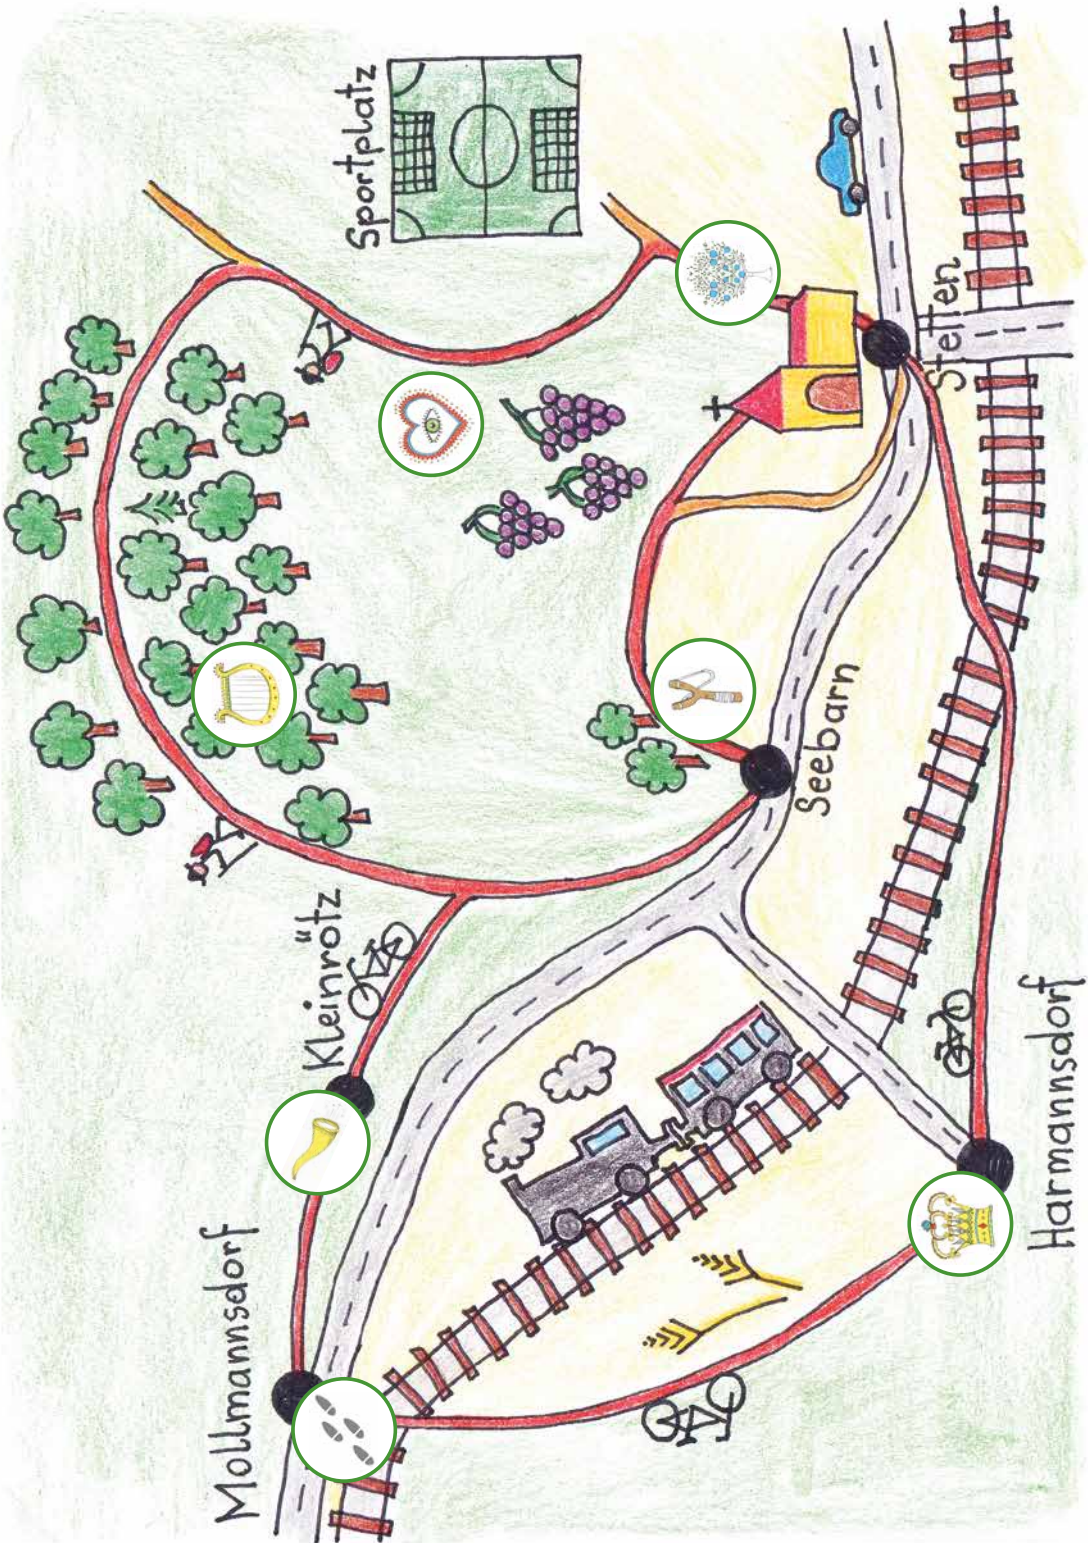 Mollmannsdorf
Kleinrötz
Sportplatz
Seebarn
Stetten
Harmannsdorf